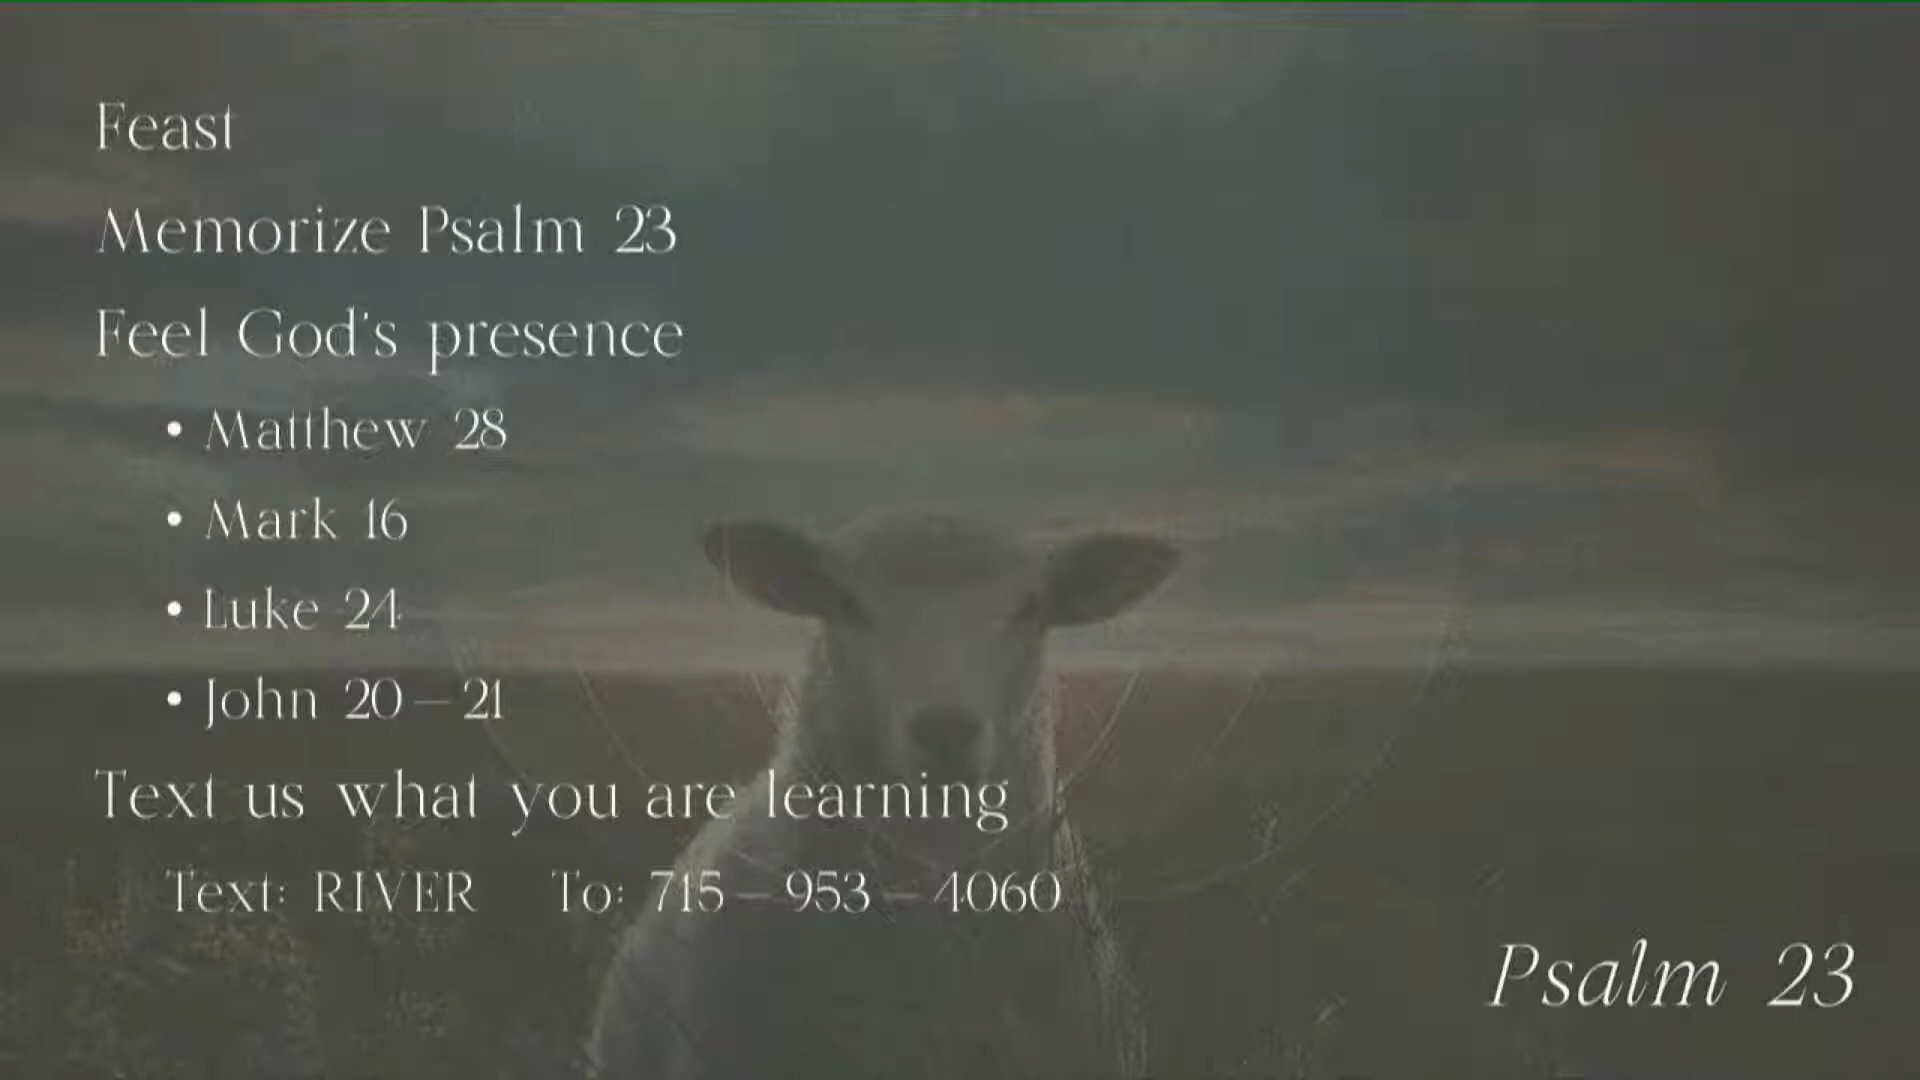 Feast
Memorize Psalm 23
Feel God's presence
• Matthew 28
• Mark 16
• Luke 24
• John 20 – 21
Text us what you are learning
Text: RIVER To: 715 – 953 – 4060
Psalm 23